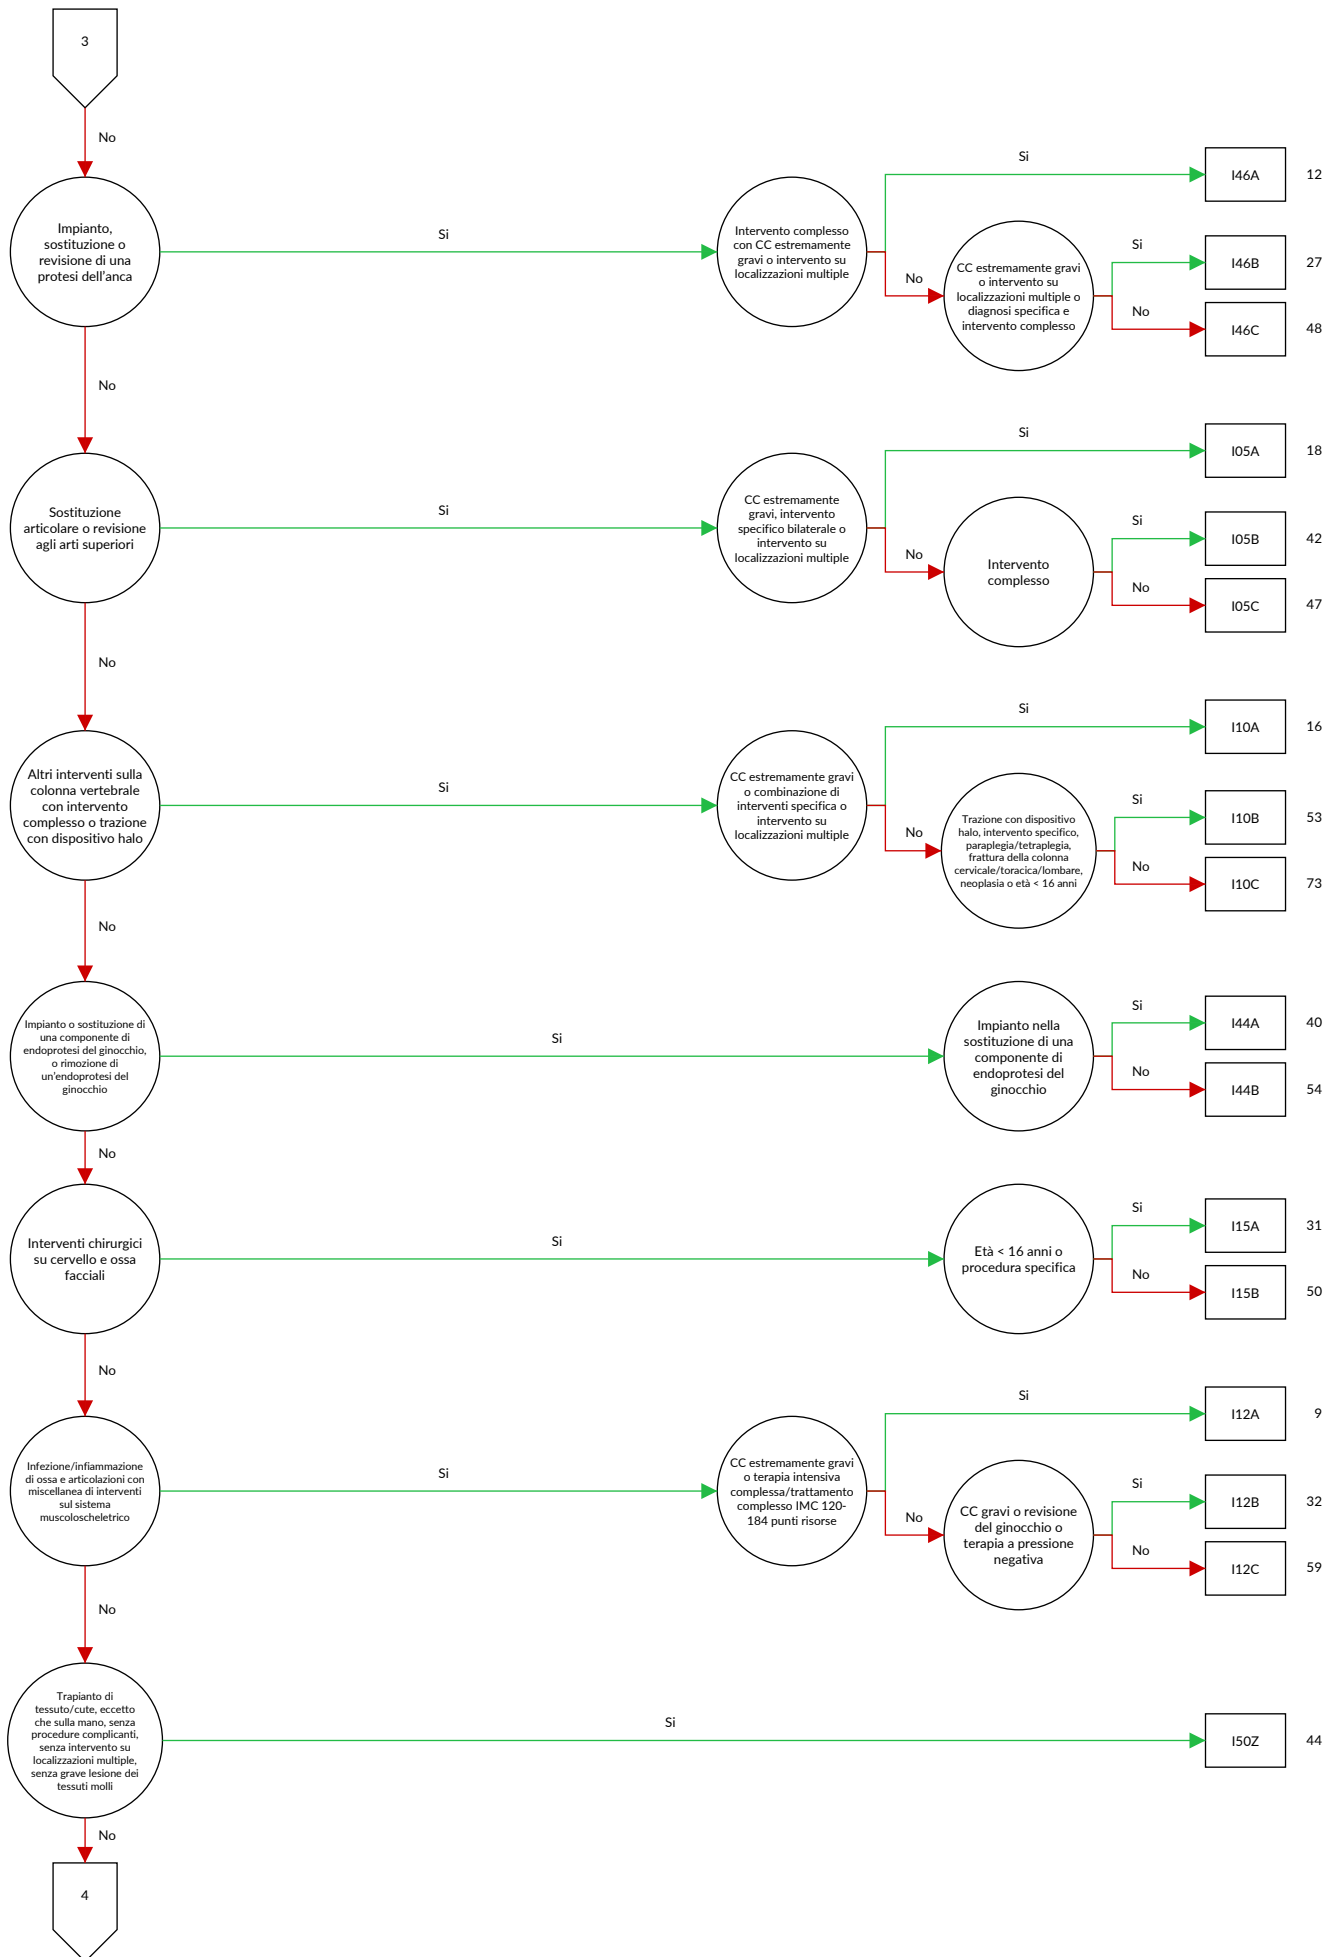 3
No
Impianto,
sostituzione o
revisione di una
protesi dell'anca
Si
Intervento complesso
con CC estremamente
gravi o intervento su
localizzazioni multiple
Si
I46A
12
No
CC estremamente gravi
o intervento su
localizzazioni multiple o
diagnosi specifica e
intervento complesso
Si
I46B
27
No
I46C
48
No
Sostituzione
articolare o revisione
agli arti superiori
Si
CC estremamente
gravi, intervento
specifico bilaterale o
intervento su
localizzazioni multiple
Si
I05A
18
No
Intervento
complesso
Si
I05B
42
No
I05C
47
No
Altri interventi sulla
colonna vertebrale
con intervento
complesso o trazione
con dispositivo halo
Si
CC estremamente gravi
o combinazione di
interventi specifica o
intervento su
localizzazioni multiple
Si
I10A
16
No
Trazione con dispositivo
halo, intervento specifico,
paraplegia/tetraplegia,
frattura della colonna
cervicale/toracica/lombare,
neoplasia o età < 16 anni
Si
I10B
53
No
I10C
73
No
Impianto o sostituzione di
una componente di
endoprotesi del ginocchio,
o rimozione di
un'endoprotesi del
ginocchio
Si
Impianto nella
sostituzione di una
componente di
endoprotesi del
ginocchio
Si
I44A
40
No
I44B
54
No
Interventi chirurgici
su cervello e ossa
facciali
Si
Età < 16 anni o
procedura specifica
Si
I15A
31
No
I15B
50
No
Infezione/infiammazione
di ossa e articolazioni con
miscellanea di interventi
sul sistema
muscoloscheletrico
Si
CC estremamente gravi
o terapia intensiva
complessa/trattamento
complesso IMC 120-
184 punti risorse
Si
I12A
9
No
CC gravi o revisione
del ginocchio o
terapia a pressione
negativa
Si
I12B
32
No
I12C
59
No
Trapianto di
tessuto/cute, eccetto
che sulla mano, senza
procedure complicanti,
senza intervento su
localizzazioni multiple,
senza grave lesione dei
tessuti molli
Si
I50Z
44
No
4